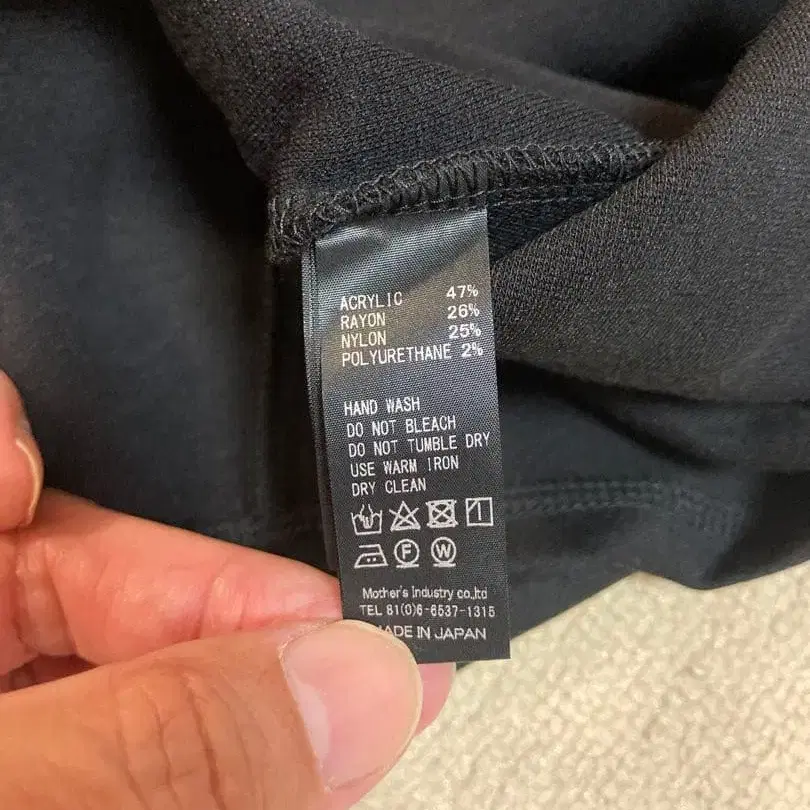 ACRYLIC 47%
RAYON 26%
NYLON 25%
POLYURETHANE 2%
HAND WASH
DO NOT BLEACH
DO NOT TUMBLE DRY
USE WARM IRON
DRY CLEAN
F W
Mother's Industry co.,ltd
TEL 81(0)6-6537-1315
MADE IN JAPAN